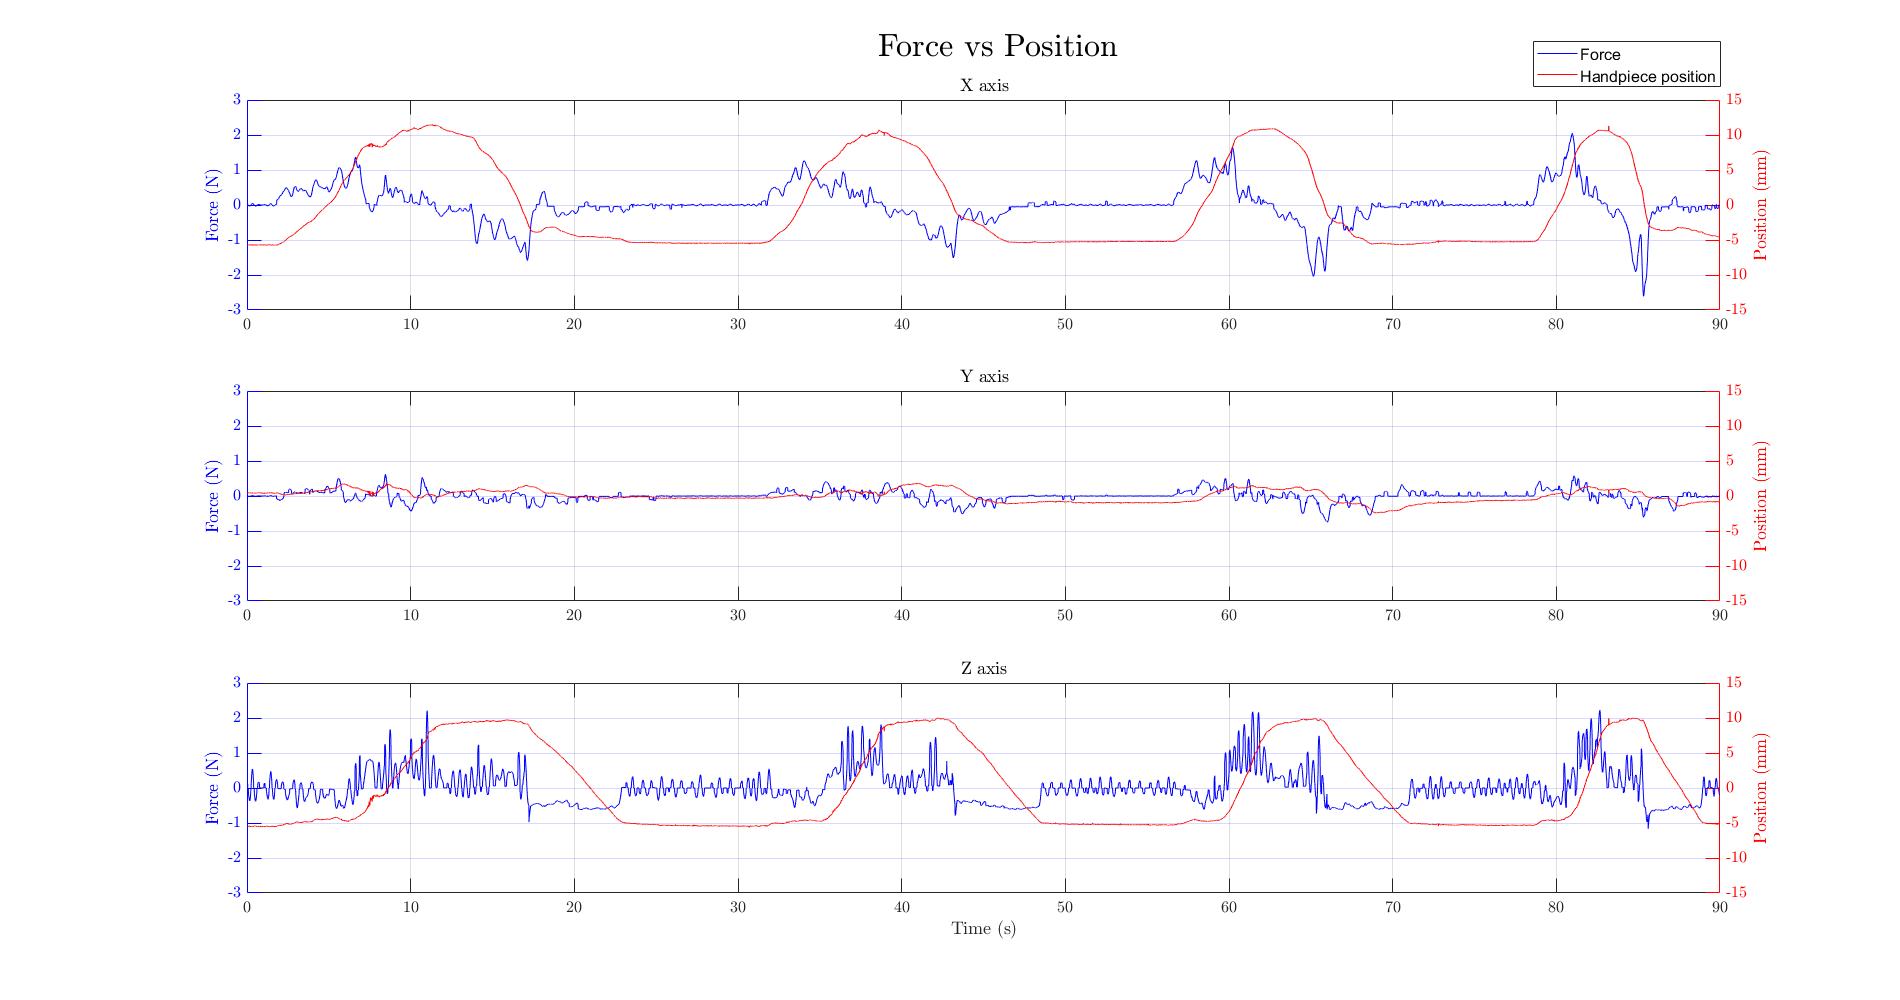 Force vs Position
Force
Handpiece position
X axis
3
2
1
0
-1
-2
-3
Force (N)
15
10
5
0
-5
-10
-15
Position (mm)
0 10 20 30 40 50 60 70 80 90
Y axis
3
2
1
0
-1
-2
-3
Force (N)
15
10
5
0
-5
-10
-15
Position (mm)
0 10 20 30 40 50 60 70 80 90
Z axis
3
2
1
0
-1
-2
-3
Force (N)
15
10
5
0
-5
-10
-15
Position (mm)
0 10 20 30 40 50 60 70 80 90
Time (s)